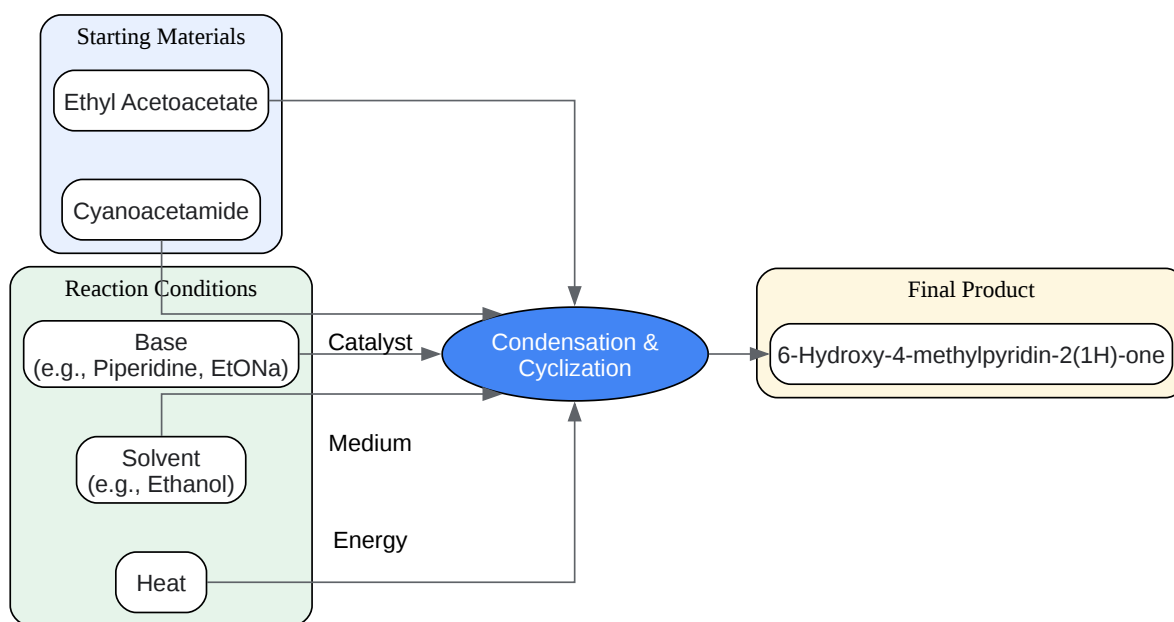 Starting Materials
Ethyl Acetoacetate
Cyanoacetamide
Reaction Conditions
Base
(e.g., Piperidine, EtONa)
Solvent
(e.g., Ethanol)
Heat
Catalyst
Medium
Energy
Condensation &
Cyclization
Final Product
6-Hydroxy-4-methylpyridin-2(1H)-one